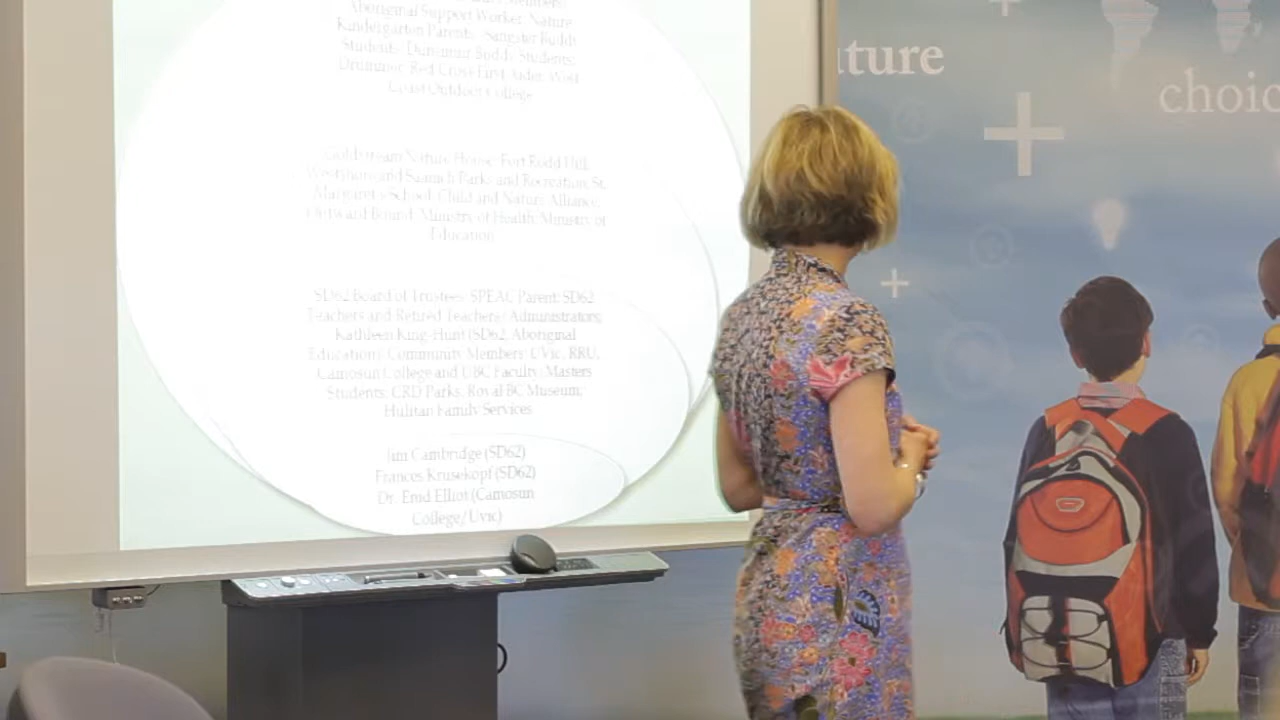 Aboriginal Support Worker: Nature
Kindergarten Parents - Sangster Buddy
Students: Dunsmuir Buddy Students:
Drummer: Red Cross First Aider: West
Coast Outdoor College
Goldstream Nature House: Fort Rodd Hill,
Westshore and Saanich Parks and Recreation: St.
Margaret's School: Child and Nature Alliance:
Outward Bound: Ministry of Health: Ministry of
Education
SD62 Board of Trustees: SPEAC Parent: SD62
Teachers and Retired Teachers/ Administrators:
Kathleen King-Hunt (SD62, Aboriginal
Education): Community Members: UVic, RRU,
Camosun College and UBC Faculty: Masters
Students: CRD Parks: Royal BC Museum:
Hulitan Family Services
Jim Cambridge (SD62)
Frances Krusekopf (SD62)
Dr. Enid Elliot (Camosun
College/ Uvic)
uture
choic